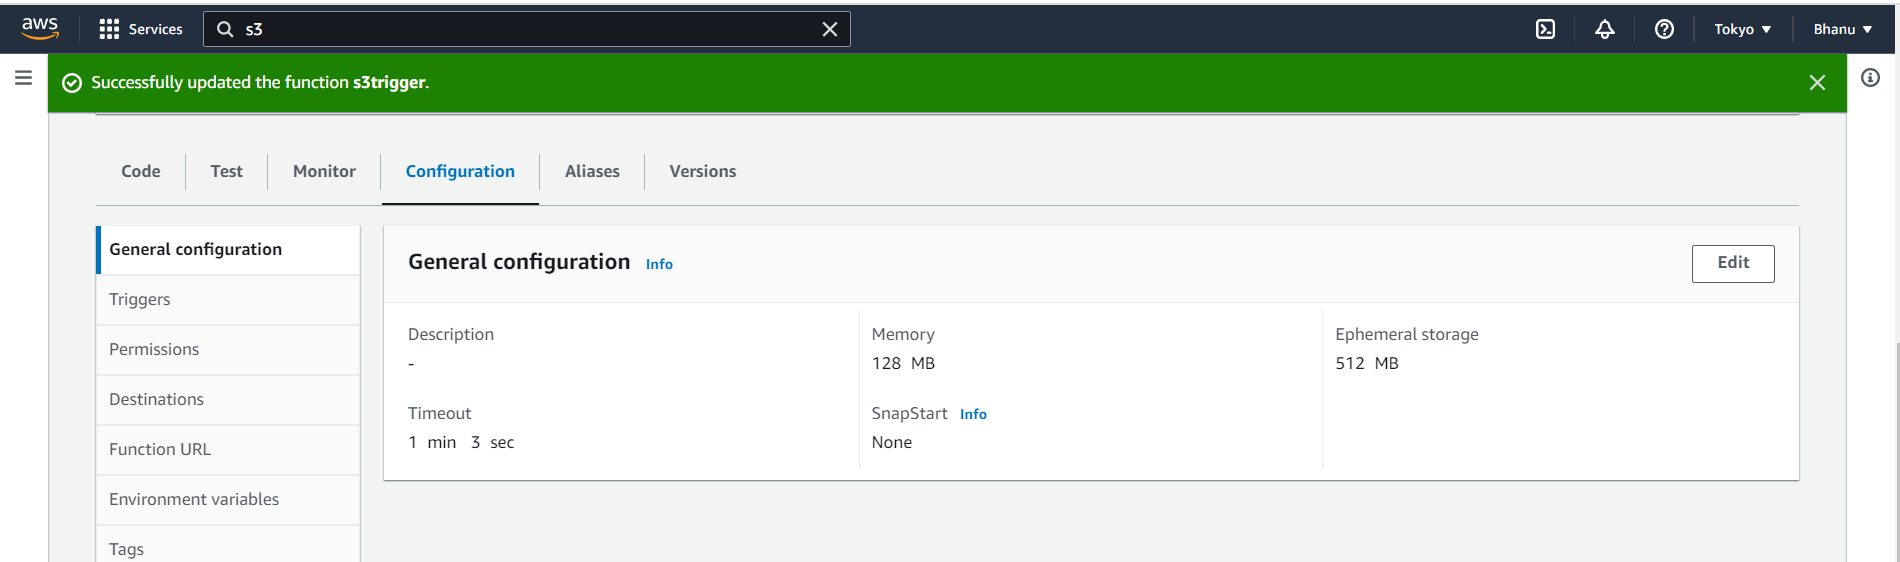 aws Services s3 Tokyo Bhanu
Successfully updated the function s3trigger.
Code Test Monitor Configuration Aliases Versions
General configuration
Triggers
Permissions
Destinations
Function URL
Environment variables
Tags
General configuration Info Edit
Description
-
Timeout
1 min 3 sec
Memory
128 MB
SnapStart Info
None
Ephemeral storage
512 MB